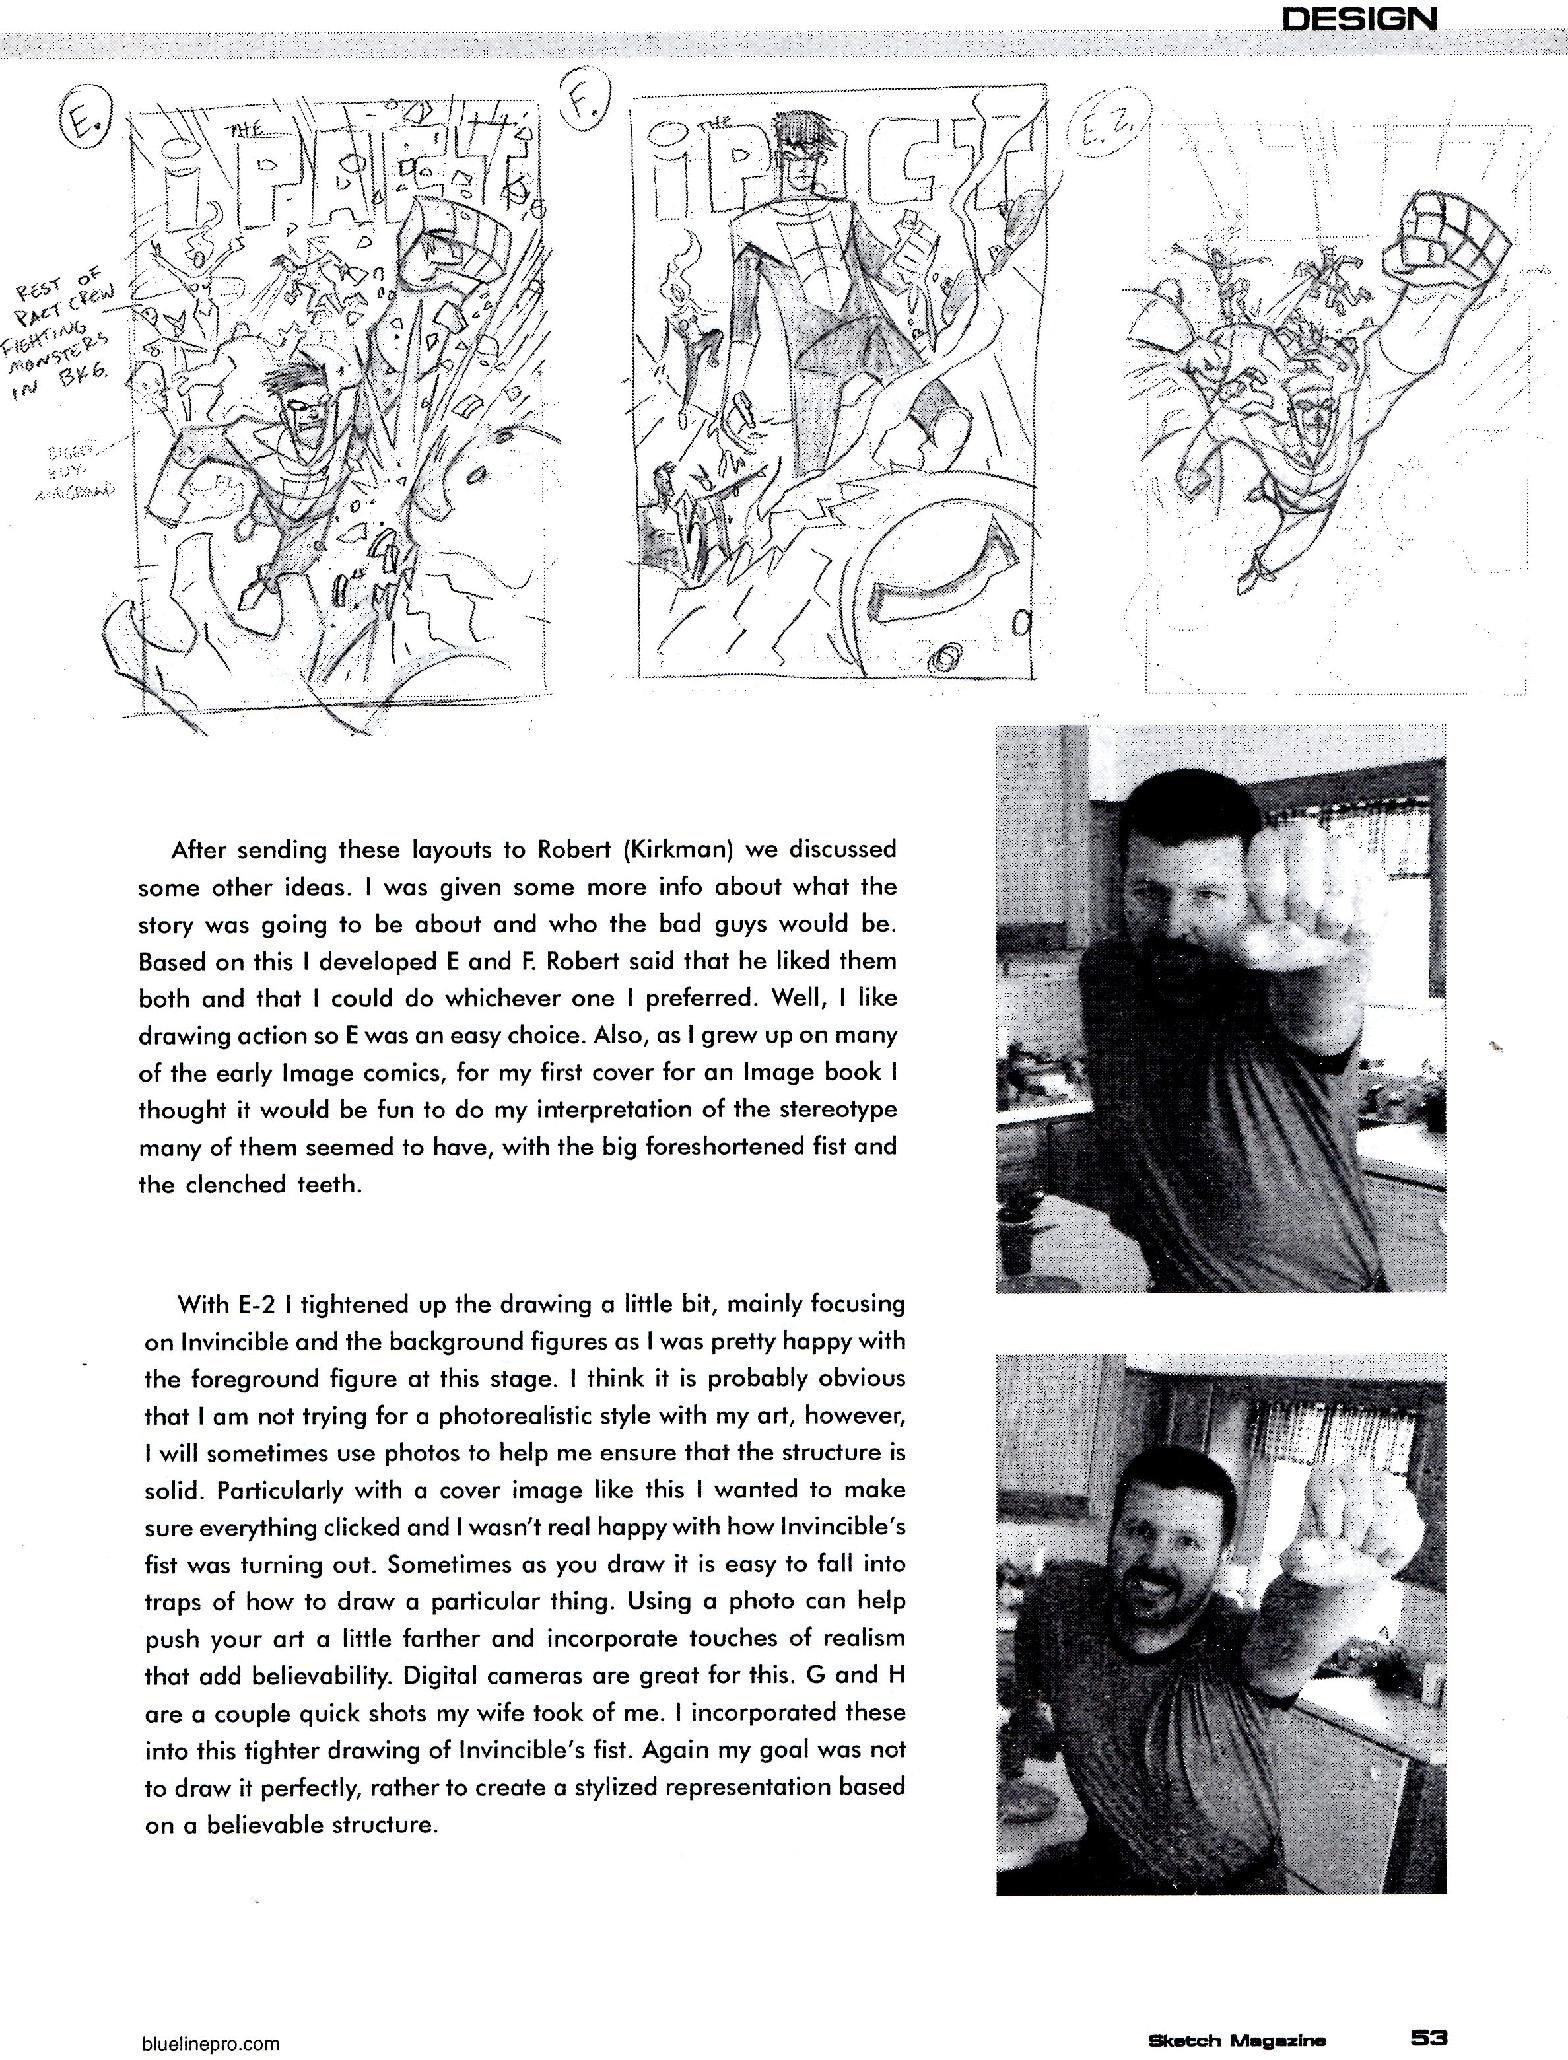 DESIGN
E.
THE
PACT
F.
THE
PACT
E.2.
REST OF
PACT CREW
FIGHTING
MONSTERS
IN BKG.
GUY
After sending these layouts to Robert (Kirkman) we discussed
some other ideas. I was given some more info about what the
story was going to be about and who the bad guys would be.
Based on this I developed E and F. Robert said that he liked them
both and that I could do whichever one I preferred. Well, I like
drawing action so E was an easy choice. Also, as I grew up on many
of the early Image comics, for my first cover for an Image book I
thought it would be fun to do my interpretation of the stereotype
many of them seemed to have, with the big foreshortened fist and
the clenched teeth.
With E-2 I tightened up the drawing a little bit, mainly focusing
on Invincible and the background figures as I was pretty happy with
the foreground figure at this stage. I think it is probably obvious
that I am not trying for a photorealistic style with my art, however,
I will sometimes use photos to help me ensure that the structure is
solid. Particularly with a cover image like this I wanted to make
sure everything clicked and I wasn't real happy with how Invincible's
fist was turning out. Sometimes as you draw it is easy to fall into
traps of how to draw a particular thing. Using a photo can help
push your art a little farther and incorporate touches of realism
that add believability. Digital cameras are great for this. G and H
are a couple quick shots my wife took of me. I incorporated these
into this tighter drawing of Invincible's fist. Again my goal was not
to draw it perfectly, rather to create a stylized representation based
on a believable structure.
bluelinepro.com
Sketch Magazine 53